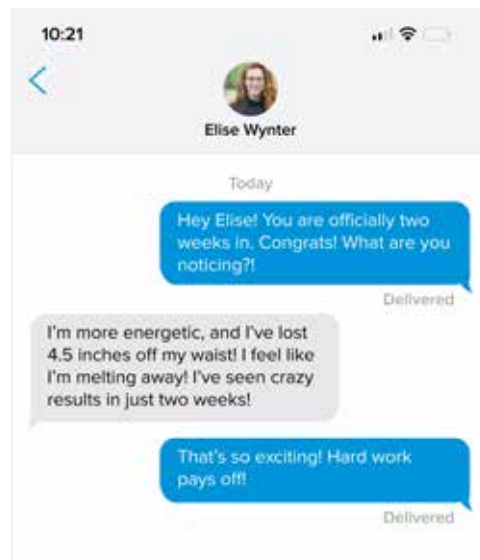 10:21
Elise Wynter
Today
Hey Elise! You are officially two
weeks in. Congrats! What are you
noticing?!
Delivered
I'm more energetic, and I've lost
4.5 inches off my waist! I feel like
I'm melting away! I've seen crazy
results in just two weeks!
That's so exciting! Hard work
pays off!
Delivered